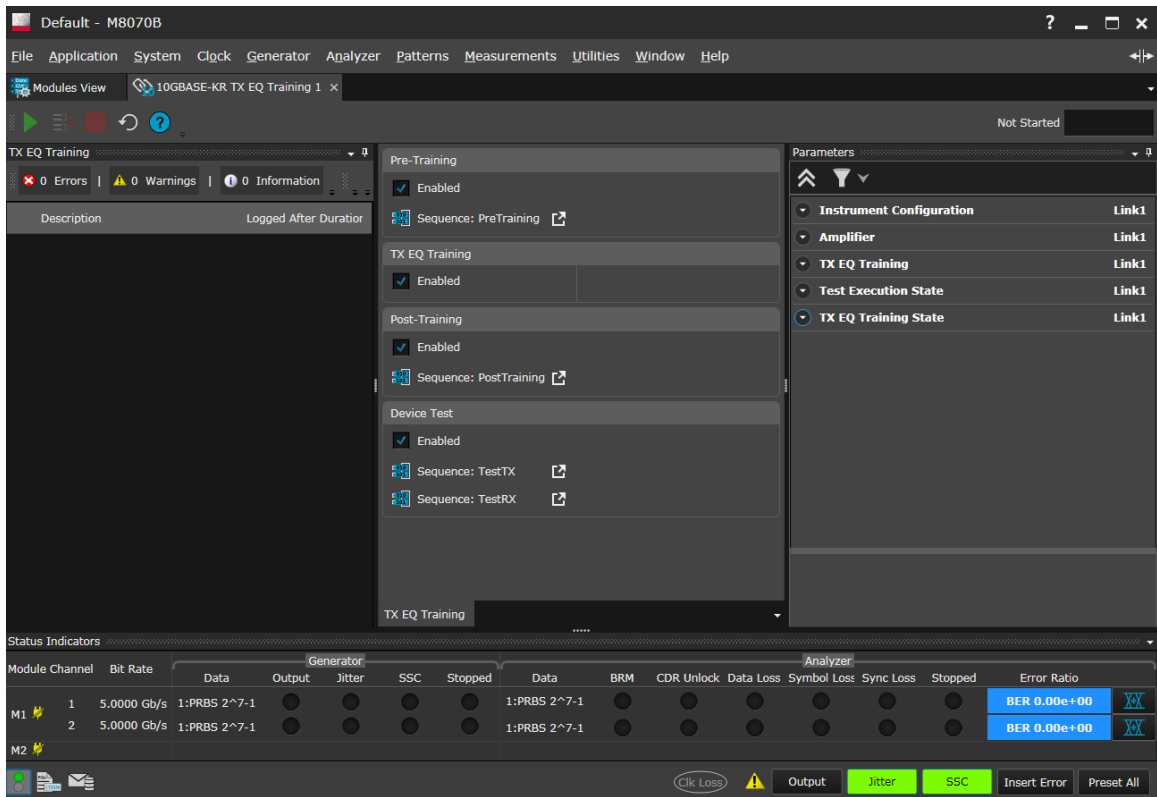 Default - M8070B
File Application System Clock Generator Analyzer Patterns Measurements Utilities Window Help
Modules View 10GBASE-KR TX EQ Training 1
Not Started
TX EQ Training
0 Errors | 0 Warnings | 0 Information
Description Logged After Duration
Pre-Training
Enabled
Sequence: PreTraining
TX EQ Training
Enabled
Post-Training
Enabled
Sequence: PostTraining
Device Test
Enabled
Sequence: TestTX
Sequence: TestRX
TX EQ Training
Parameters
Instrument Configuration Link1
Amplifier Link1
TX EQ Training Link1
Test Execution State Link1
TX EQ Training State Link1
Status Indicators
Generator Analyzer
Module Channel Bit Rate Data Output Jitter SSC Stopped Data BRM CDR Unlock Data Loss Symbol Loss Sync Loss Stopped Error Ratio
M1 1 5.0000 Gb/s 1:PRBS 2^7-1 1:PRBS 2^7-1 BER 0.00e+00
2 5.0000 Gb/s 1:PRBS 2^7-1 1:PRBS 2^7-1 BER 0.00e+00
M2
Clk Loss Output Jitter SSC Insert Error Preset All